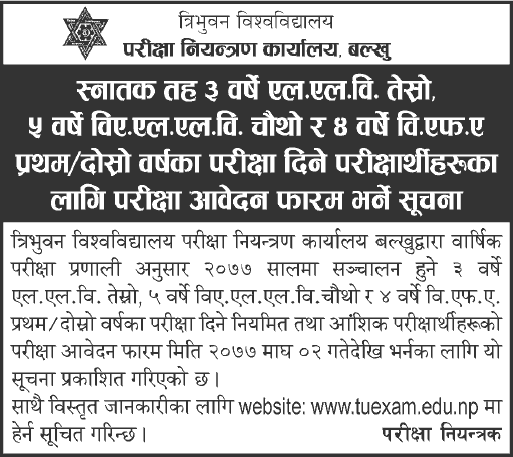 त्रिभुवन विश्वविद्यालय
परीक्षा नियन्त्रण कार्यालय, बल्खु
स्नातक तह ३ वर्षे एल.एल.वि. तेस्रो,
५ वर्षे विए.एल.एल.वि. चौथो र ४ वर्षे वि.एफ.ए
प्रथम/दोस्रो वर्षका परीक्षा दिने परीक्षार्थीहरूका
लागि परीक्षा आवेदन फारम भर्ने सूचना
त्रिभुवन विश्वविद्यालय परीक्षा नियन्त्रण कार्यालय बल्खुद्वारा वार्षिक
परीक्षा प्रणाली अनुसार २०७७ सालमा सञ्चालन हुने ३ वर्षे
एल.एल.वि. तेस्रो, ५ वर्षे विए.एल.एल.वि.चौथो र ४ वर्षे वि.एफ.ए.
प्रथम/दोस्रो वर्षका परीक्षा दिने नियमित तथा आंशिक परीक्षार्थीहरूको
परीक्षा आवेदन फारम मिति २०७७ माघ ०२ गतेदेखि भर्नका लागि यो
सूचना प्रकाशित गरिएको छ।
साथै विस्तृत जानकारीका लागि website: www.tuexam.edu.np मा
हेर्न सूचित गरिन्छ। परीक्षा नियन्त्रक